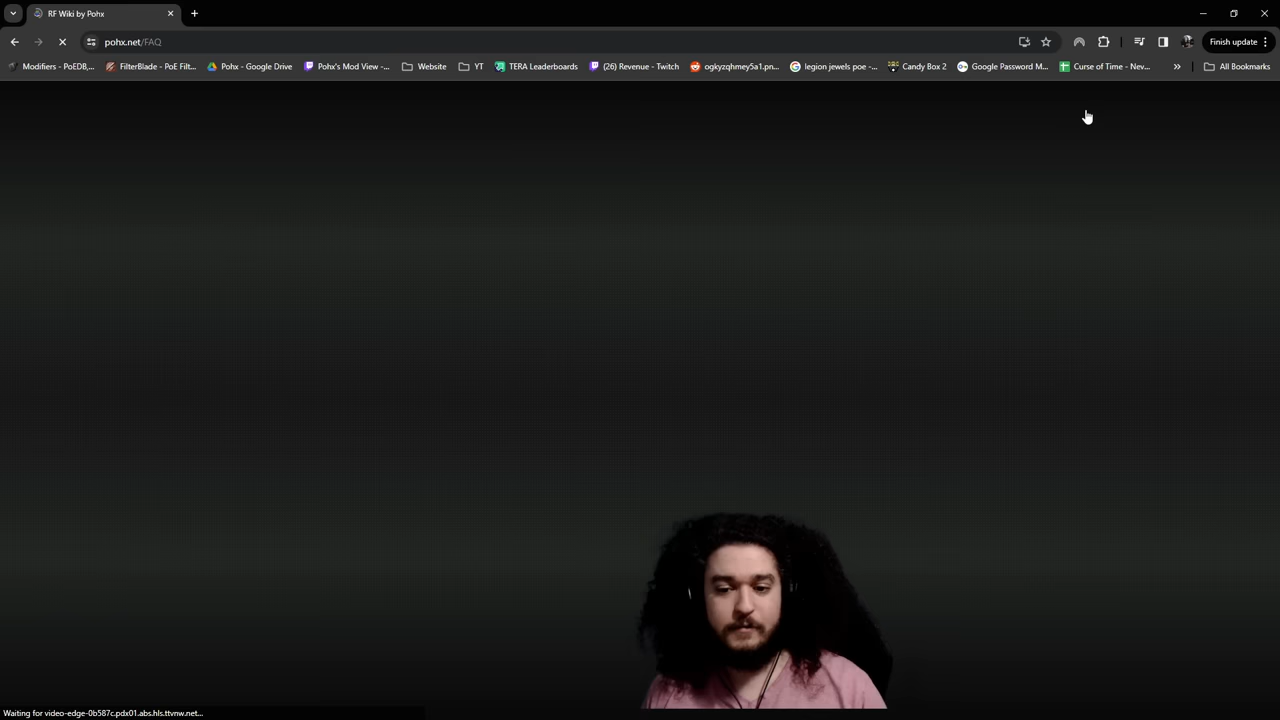 RF Wiki by Pohx
pohx.net/FAQ
Finish update
Modifiers - PoEDB,...
FilterBlade - PoE Filt...
Pohx - Google Drive
Pohx's Mod View -...
Website
YT
TERA Leaderboards
(26) Revenue - Twitch
ogkyzqhmey5a1.pn...
legion jewels poe -...
Candy Box 2
Google Password M...
Curse of Time - Nev...
»
All Bookmarks
Waiting for video-edge-0b587c.pdx01.abs.hls.ttvnw.net...